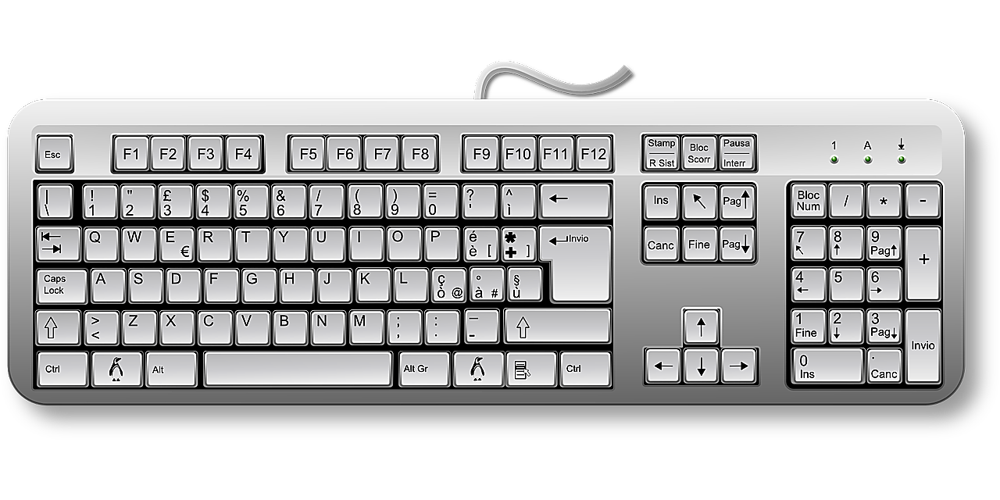 Esc F1 F2 F3 F4 F5 F6 F7 F8 F9 F10 F11 F12
Stamp
R Sist
Bloc
Scorr
Pausa
Interr
1 A
| ! " £ $ % & / ( ) = ? ^
\ 1 2 3 4 5 6 7 8 9 0 ' ì
Ins Pag
Bloc
Num
/ * -
Q W E R T Y U I O P é * Invio
€ è [ + ]
Canc Fine Pag
7 8 9 +
Pag
Caps
Lock
A S D F G H J K L ç ° §
ò @ à # ù
4 5 6
> Z X C V B N M ; : _
< , . -
1 2 3
Fine Pag
Invio
Ctrl Alt Alt Gr Ctrl
0 .
Ins Canc